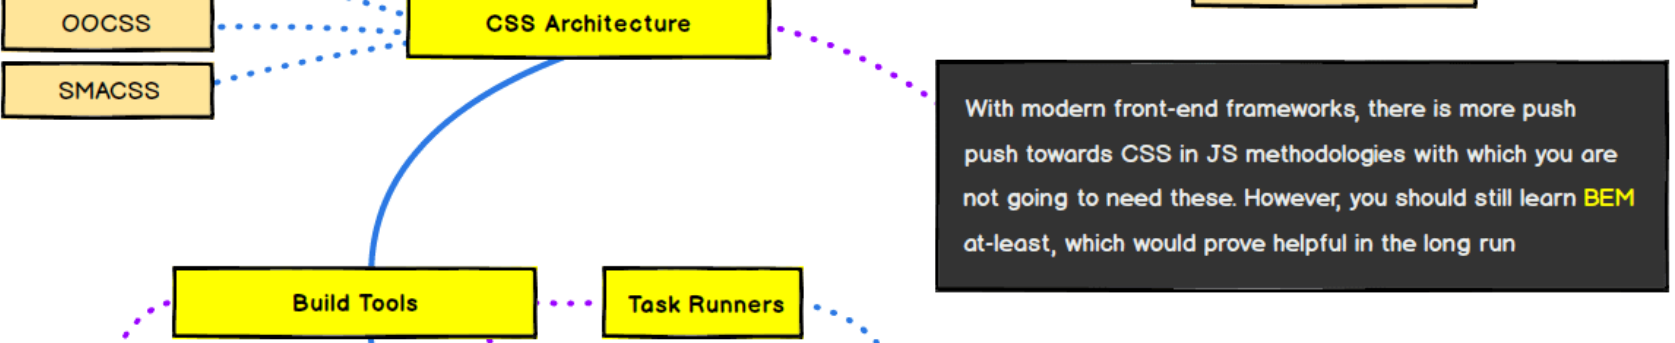 OOCSS
CSS Architecture
SMACSS
With modern front-end frameworks, there is more push
push towards CSS in JS methodologies with which you are
not going to need these. However, you should still learn BEM
at-least, which would prove helpful in the long run
Build Tools
Task Runners